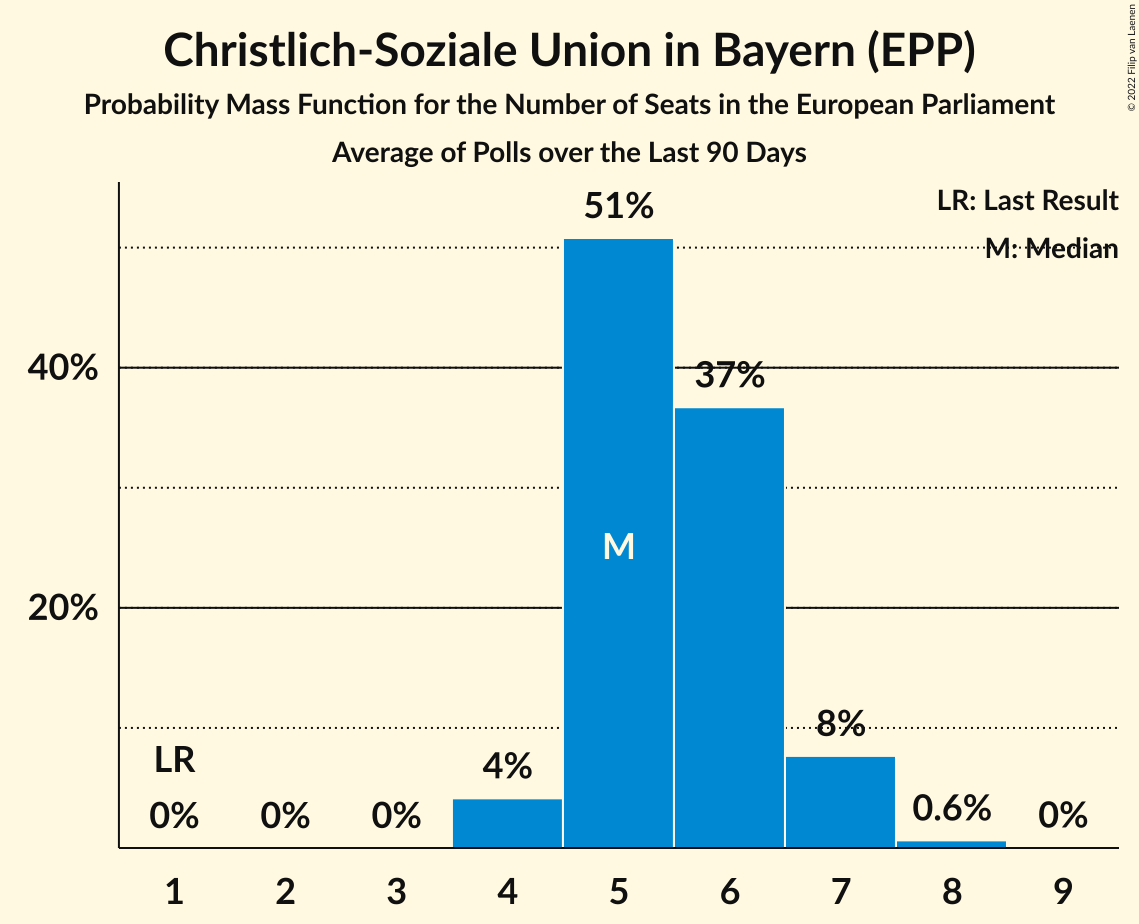 Christlich-Soziale Union in Bayern (EPP)
Probability Mass Function for the Number of Seats in the European Parliament
Average of Polls over the Last 90 Days
© 2022 Filip van Laenen
LR: Last Result
M: Median
51%
40%
37%
M
20%
8%
LR
4%
0% 0% 0% 0.6% 0%
1 2 3 4 5 6 7 8 9